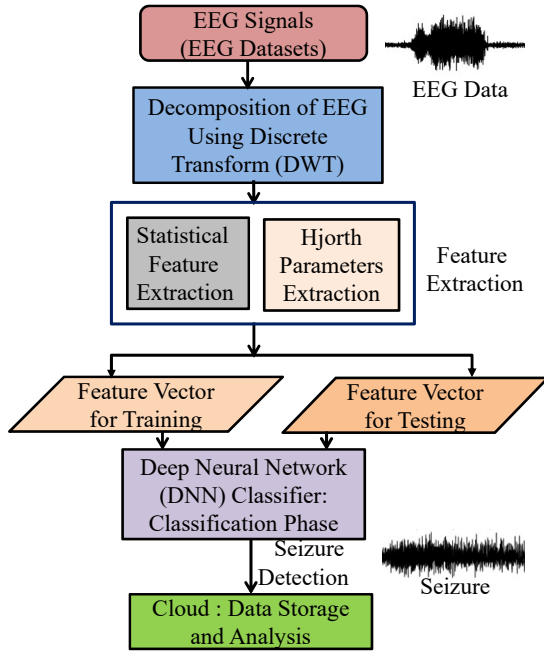 EEG Signals
(EEG Datasets)
EEG Data
Decomposition of EEG
Using Discrete
Transform (DWT)
Statistical
Feature
Extraction
Hjorth
Parameters
Extraction
Feature
Extraction
Feature Vector
for Training
Feature Vector
for Testing
Deep Neural Network
(DNN) Classifier:
Classification Phase
Seizure
Detection
Seizure
Cloud : Data Storage
and Analysis